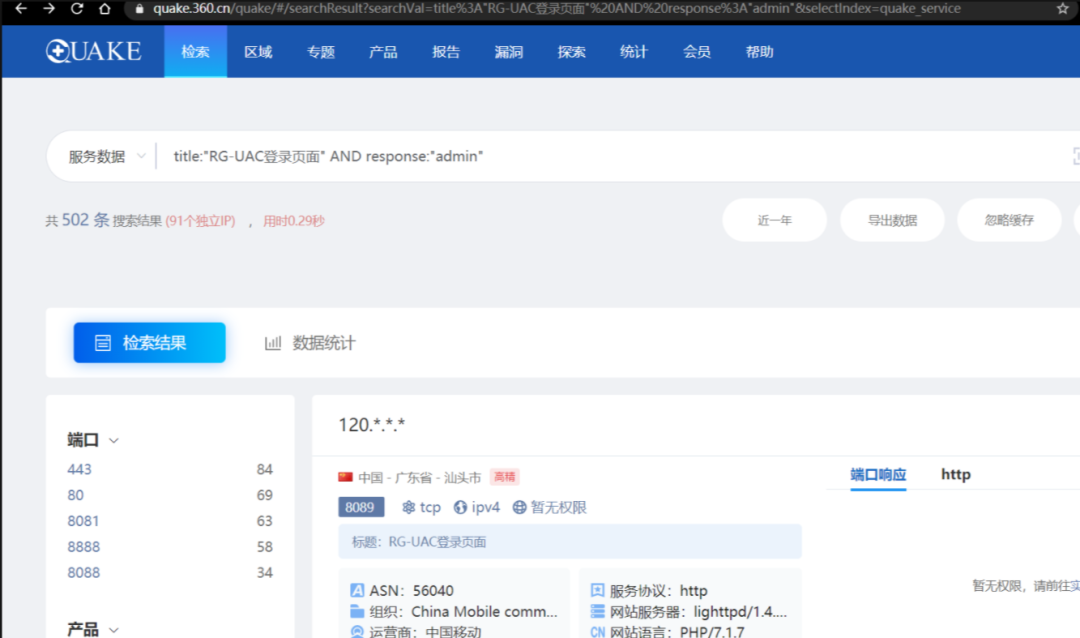 quake.360.cn/quake/#/searchResult?searchVal=title%3A"RG-UAC登录页面"%20AND%20response%3A"admin"&selectIndex=quake_service
QUAKE 检索 区域 专题 产品 报告 漏洞 探索 统计 会员 帮助
服务数据 title:"RG-UAC登录页面" AND response:"admin"
共 502 条 搜索结果 (91个独立IP) ，用时0.29秒 近一年 导出数据 忽略缓存
检索结果 数据统计
端口
443 84
80 69
8081 63
8888 58
8088 34
产品
120.*.*.*
中国 - 广东省 - 汕头市 高精
8089 tcp ipv4 暂无权限
标题：RG-UAC登录页面
ASN：56040
组织：China Mobile comm...
运营商：中国移动
服务协议：http
网站服务器：lighttpd/1.4....
网站语言：PHP/7.1.7
端口响应 http
暂无权限，请前往实